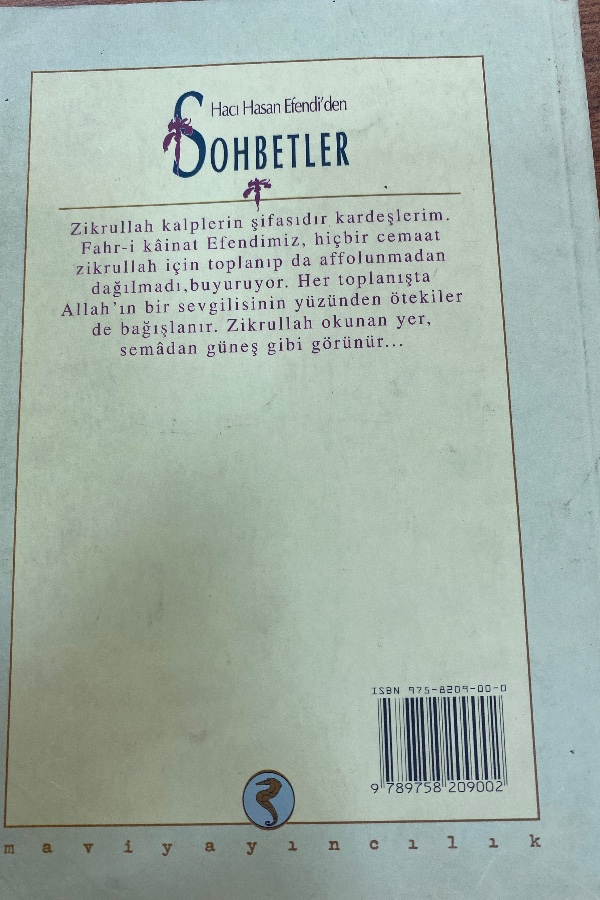 Hacı Hasan Efendi'den
SOHBETLER
Zikrullah kalplerin şifasıdır kardeşlerim.
Fahr-i kâinat Efendimiz, hiçbir cemaat
zikrullah için toplanıp da affolunmadan
dağılmadı,buyuruyor. Her toplanışta
Allah'ın bir sevgilisinin yüzünden ötekiler
de bağışlanır. Zikrullah okunan yer,
semâdan güneş gibi görünür...
ISBN 975-8209-00-0
9 789758 209002
maviyayıncılık